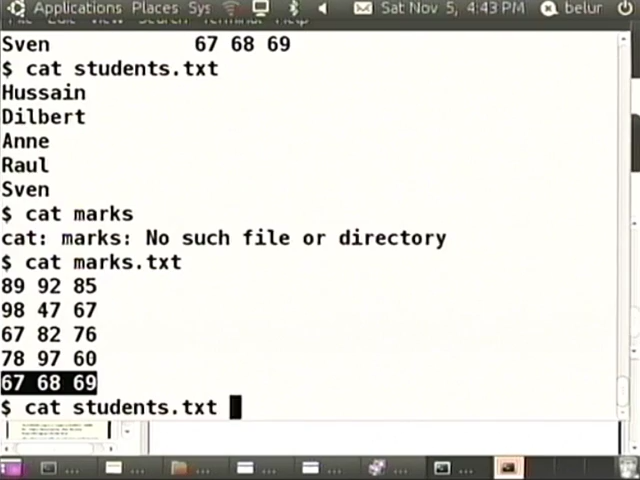 Applications Places Sys Sat Nov 5, 4:43 PM belur
Sven 67 68 69
$ cat students.txt
Hussain
Dilbert
Anne
Raul
Sven
$ cat marks
cat: marks: No such file or directory
$ cat marks.txt
89 92 85
98 47 67
67 82 76
78 97 60
67 68 69
$ cat students.txt
... ... ... ... ... ... ...